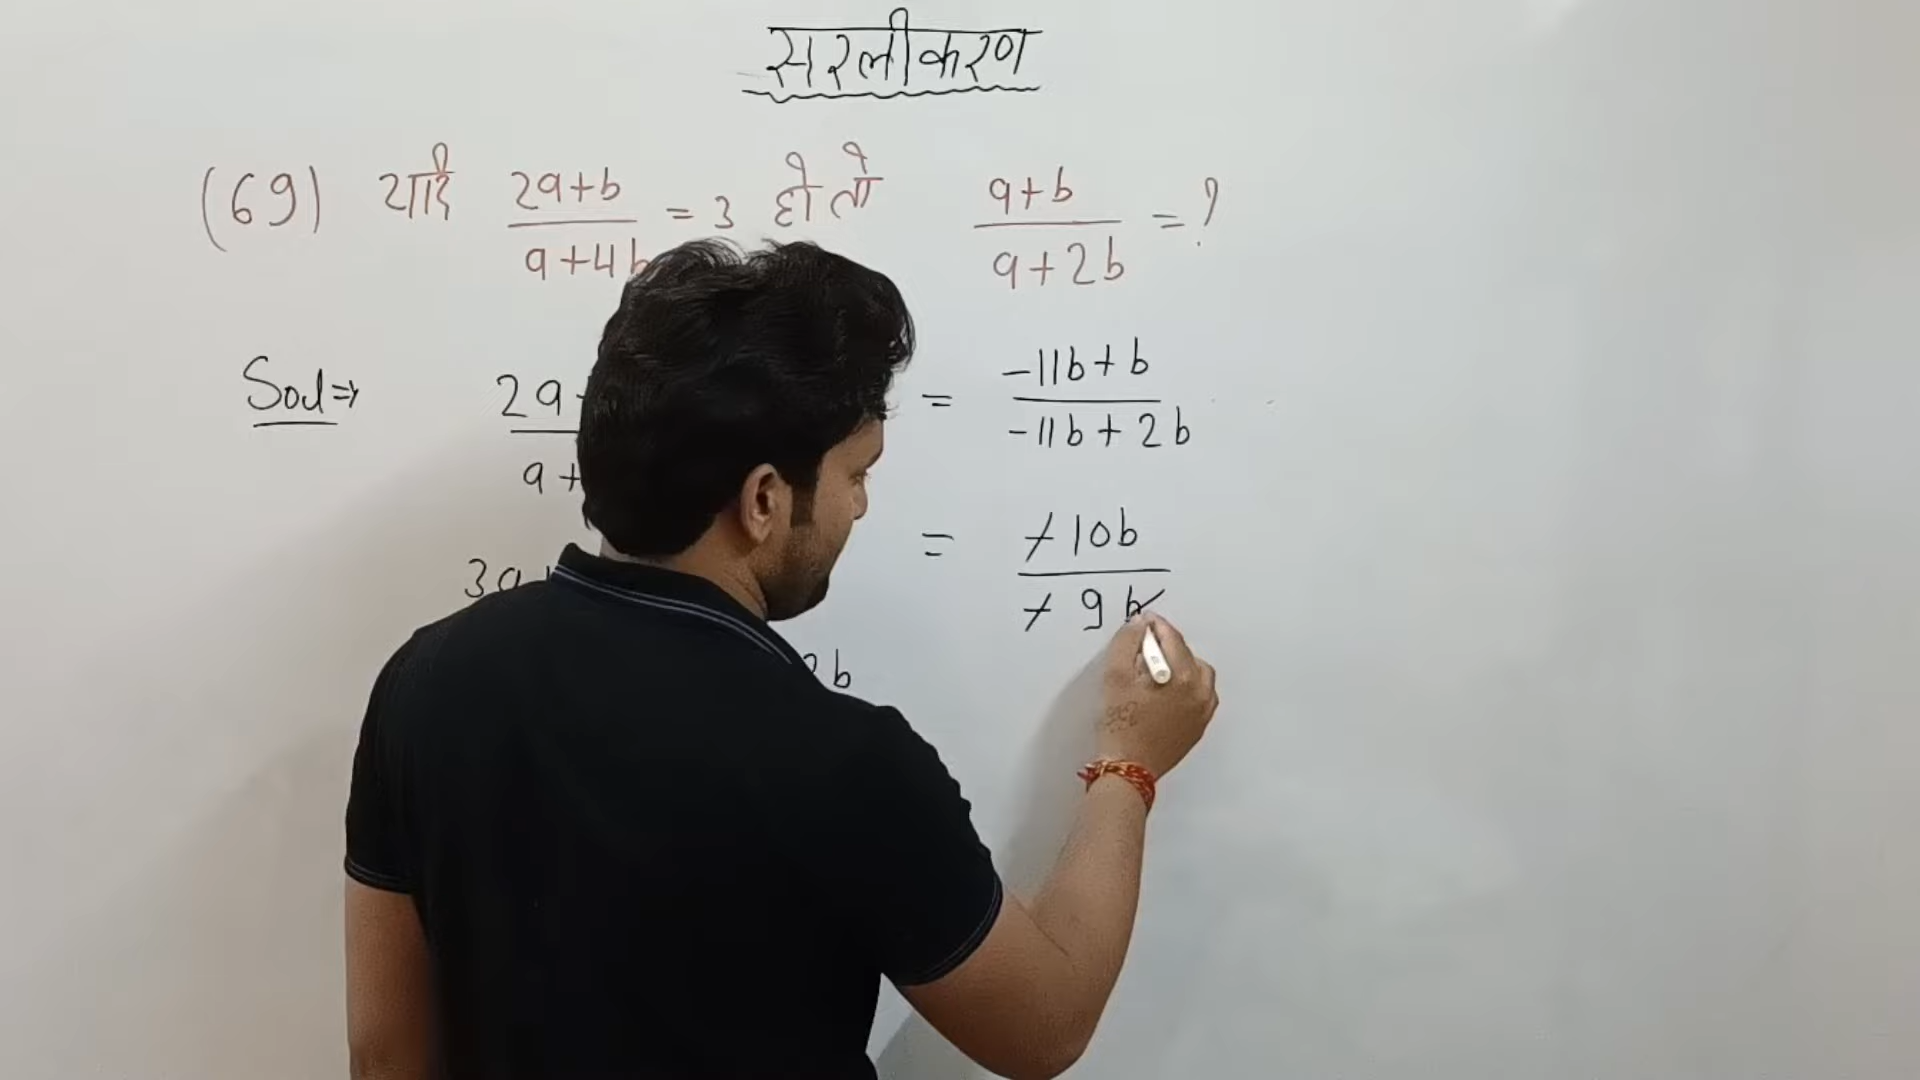 सरलीकरण
(69) यदि (2a+b)/(a+4b) = 3 हो तो (a+b)/(a+2b) = ?
Sol ⇒ 2a
a+
3a
2b
= (-11b+b)/(-11b+2b)
= (-10b)/(-9b)